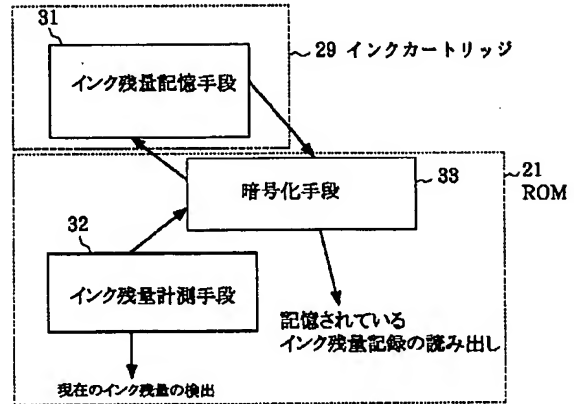 31
29 インクカートリッジ
インク残量記憶手段
33
21
ROM
暗号化手段
32
インク残量計測手段
記憶されている
インク残量記録の読み出し
現在のインク残量の検出